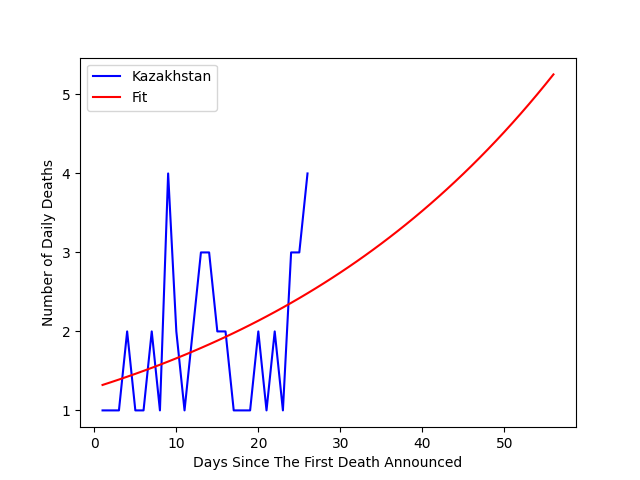 Kazakhstan
Fit
5
4
3
2
1
Number of Daily Deaths
0 10 20 30 40 50
Days Since The First Death Announced